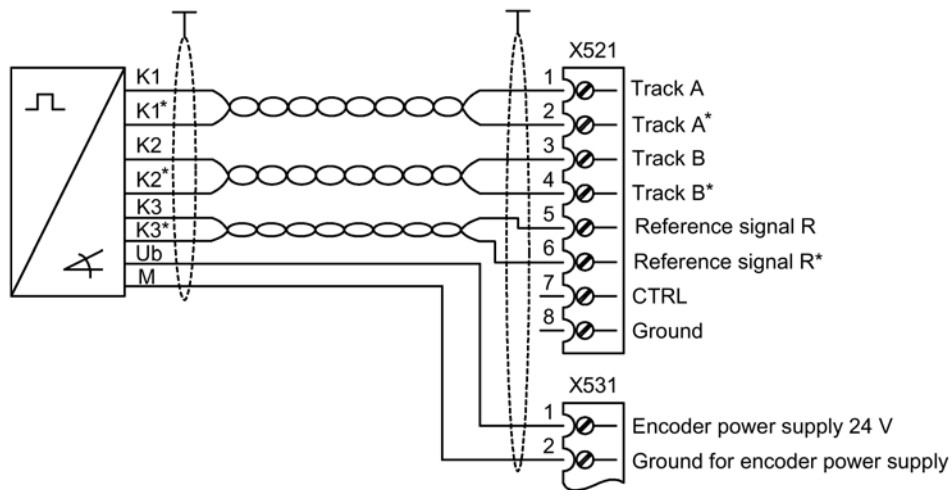 K1
K1*
K2
K2*
K3
K3*
Ub
M
X521
1 Track A
2 Track A*
3 Track B
4 Track B*
5 Reference signal R
6 Reference signal R*
7 CTRL
8 Ground
X531
1 Encoder power supply 24 V
2 Ground for encoder power supply